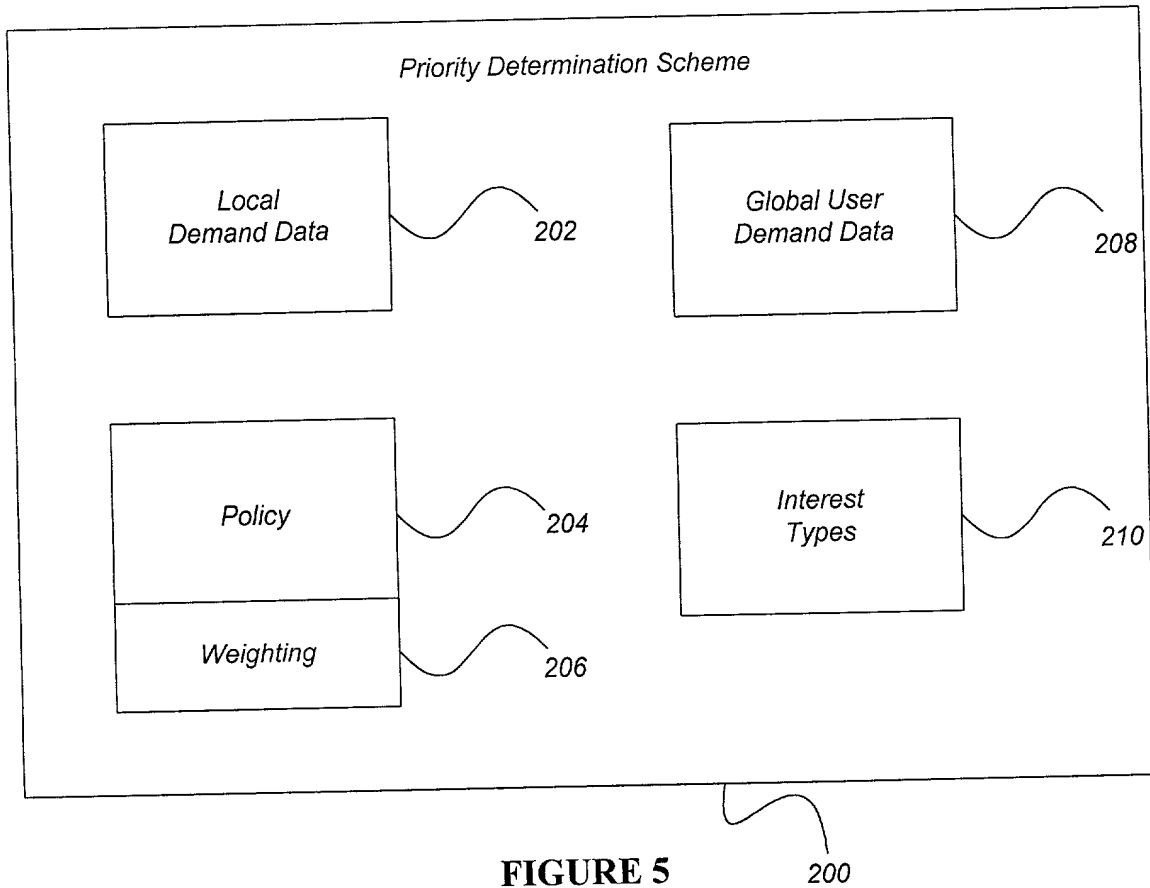 Priority Determination Scheme
Local
Demand Data
202
Global User
Demand Data
208
Policy
204
Interest
Types
210
Weighting
206
FIGURE 5
200